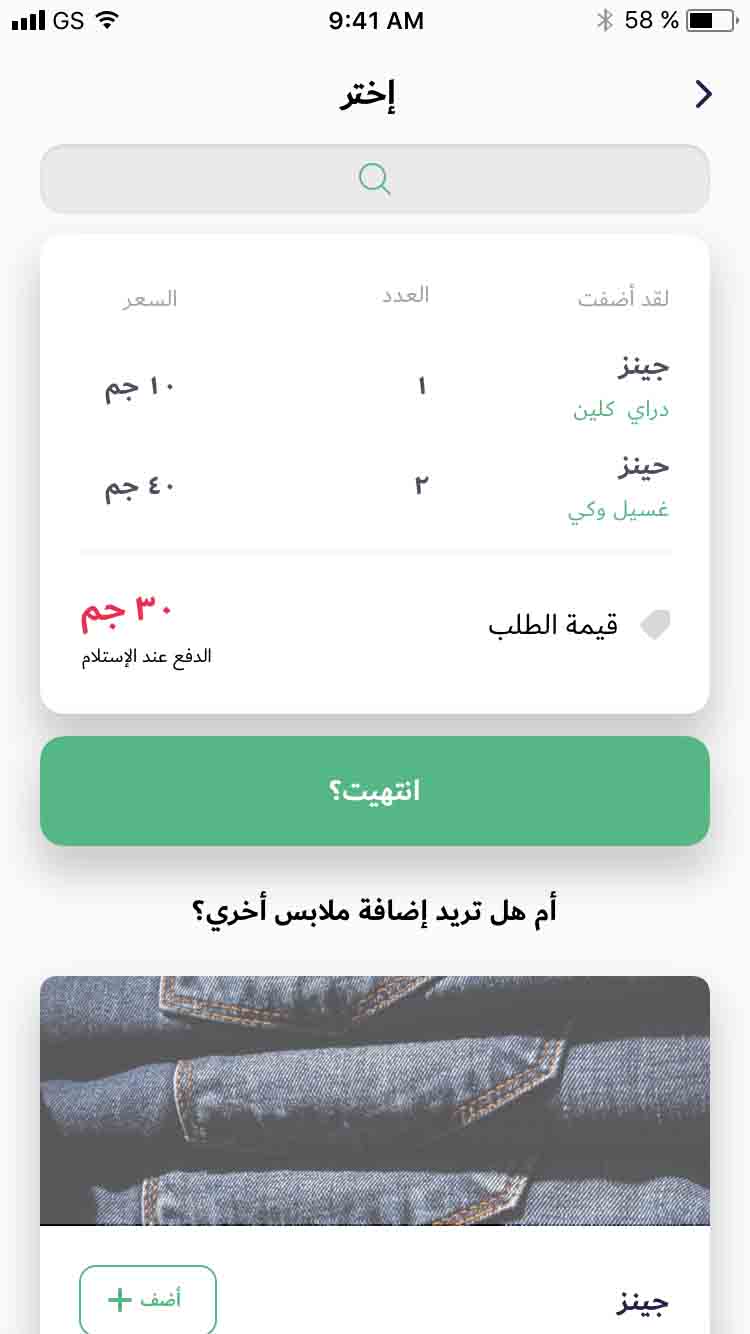 GS 9:41 AM 58 %
إختر
لقد أضفت العدد السعر
جينز ١ ١٠ جم
دراي كلين
حينز ٢ ٤٠ جم
غسيل وكي
قيمة الطلب ٣٠ جم
الدفع عند الإستلام
انتهيت؟
أم هل تريد إضافة ملابس أخري؟
جينز أضف +